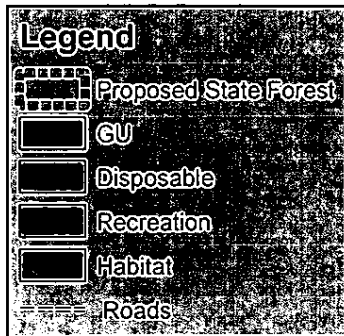 Legend
Proposed State Forest
GU
Disposable
Recreation
Habitat
Roads